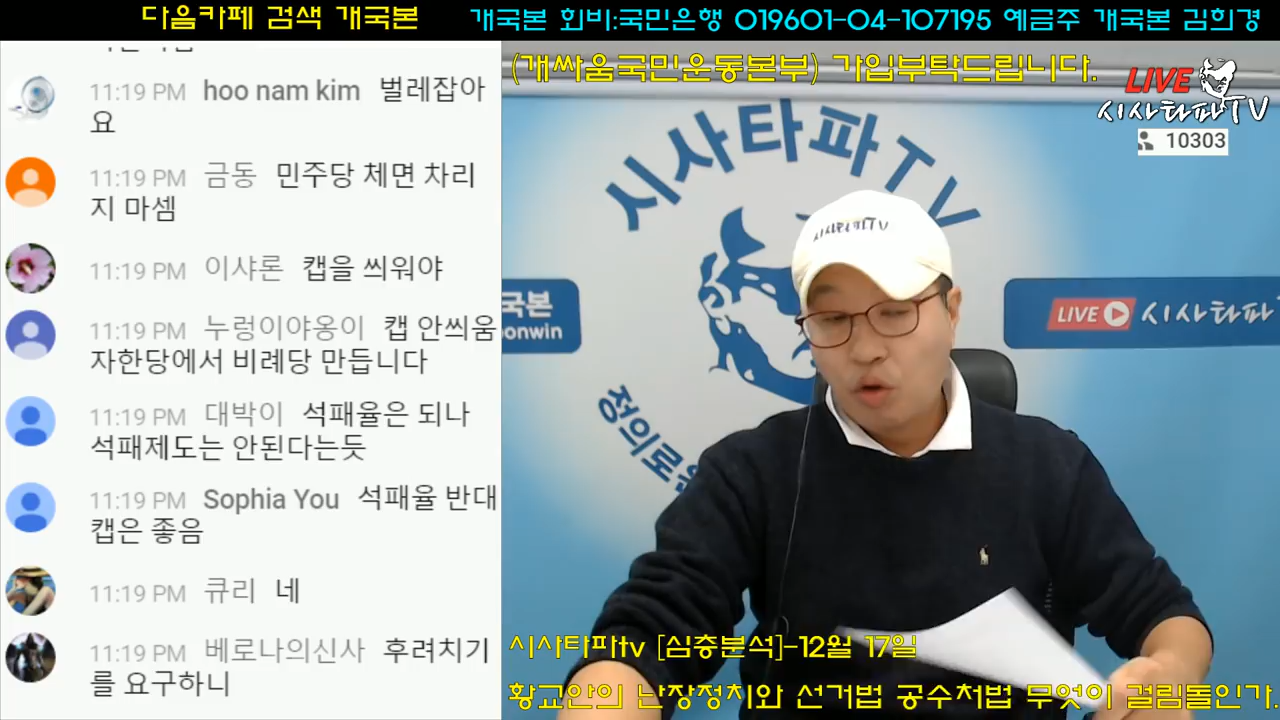 다음카페 검색 개국본
개국본 회비:국민은행 019601-04-107195 예금주 개국본 김희경
11:19 PM hoo nam kim 벌레잡아
요
11:19 PM 금동 민주당 체면 차리
지 마셈
11:19 PM 이샤론 캡을 씌워야
11:19 PM 누렁이야옹이 캡 안씌움
자한당에서 비례당 만듭니다
11:19 PM 대박이 석패율은 되나
석패제도는 안된다는듯
11:19 PM Sophia You 석패율 반대
캡은 좋음
11:19 PM 큐리 네
11:19 PM 베로나의신사 후려치기
를 요구하니
(개싸움국민운동본부) 가입부탁드립니다.
LIVE
시사타파TV
10303
시사타파TV
시사타파TV
국본
onwin
LIVE 시사타파
정의로운
시사타파tv [심층분석]-12월 17일
황교안의 난장정치와 선거법 공수처법 무엇이 걸림돌인가.